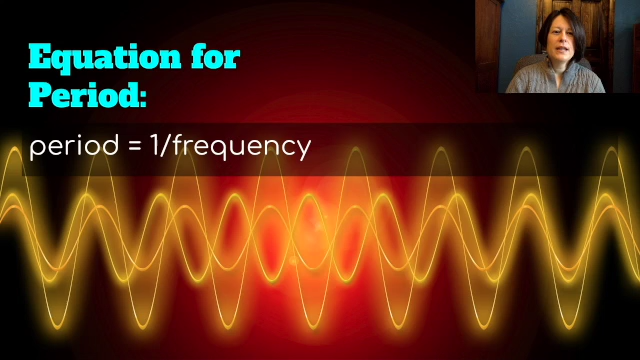 Equation for
Period:
period = 1/frequency